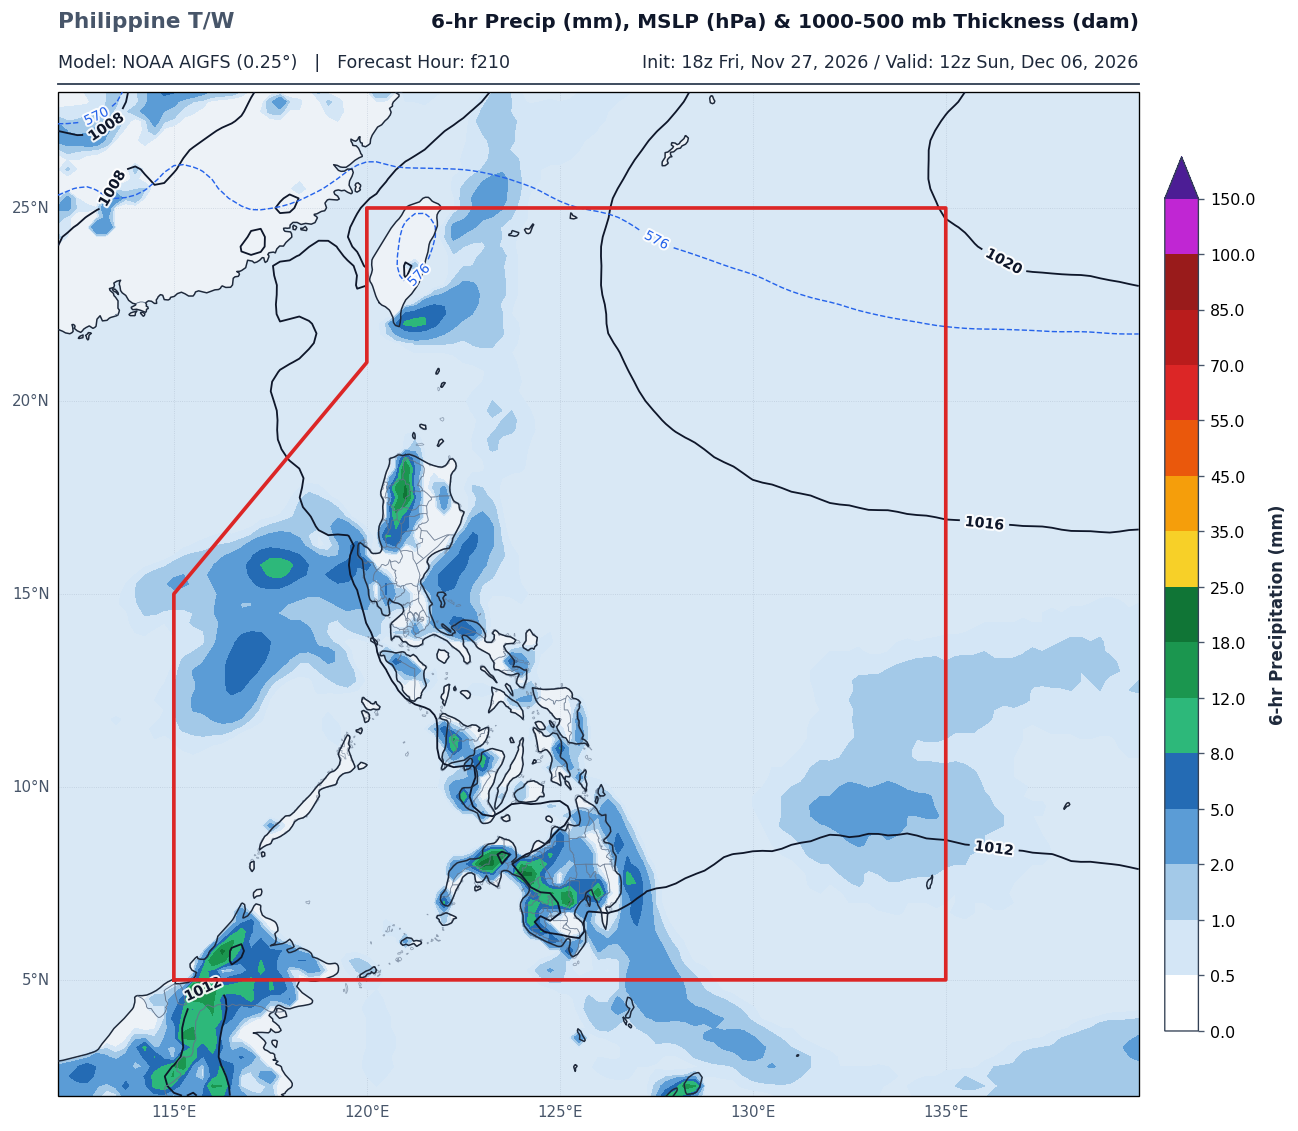 Philippine T/W
6-hr Precip (mm), MSLP (hPa) & 1000-500 mb Thickness (dam)
Model: NOAA AIGFS (0.25°) | Forecast Hour: f210
Init: 18z Fri, Nov 27, 2026 / Valid: 12z Sun, Dec 06, 2026
570
1008
1008
576
576
1020
1016
1012
1012
25°N
20°N
15°N
10°N
5°N
115°E
120°E
125°E
130°E
135°E
150.0
100.0
85.0
70.0
55.0
45.0
35.0
25.0
18.0
12.0
8.0
5.0
2.0
1.0
0.5
0.0
6-hr Precipitation (mm)